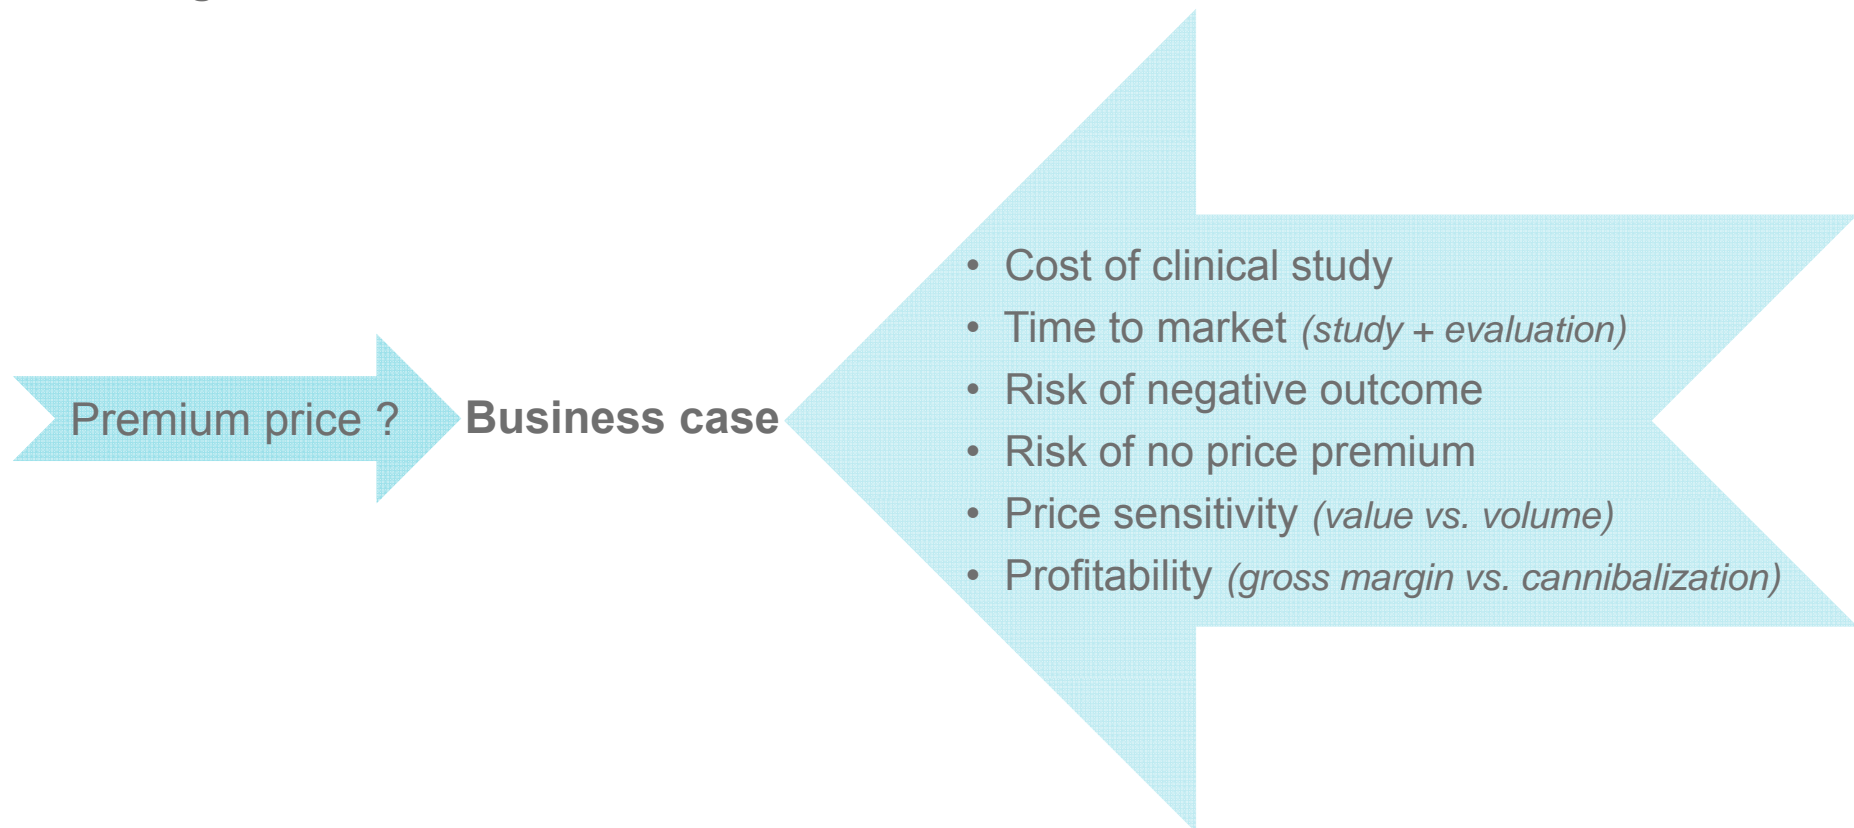 Premium price ?
Business case
• Cost of clinical study
• Time to market (study + evaluation)
• Risk of negative outcome
• Risk of no price premium
• Price sensitivity (value vs. volume)
• Profitability (gross margin vs. cannibalization)